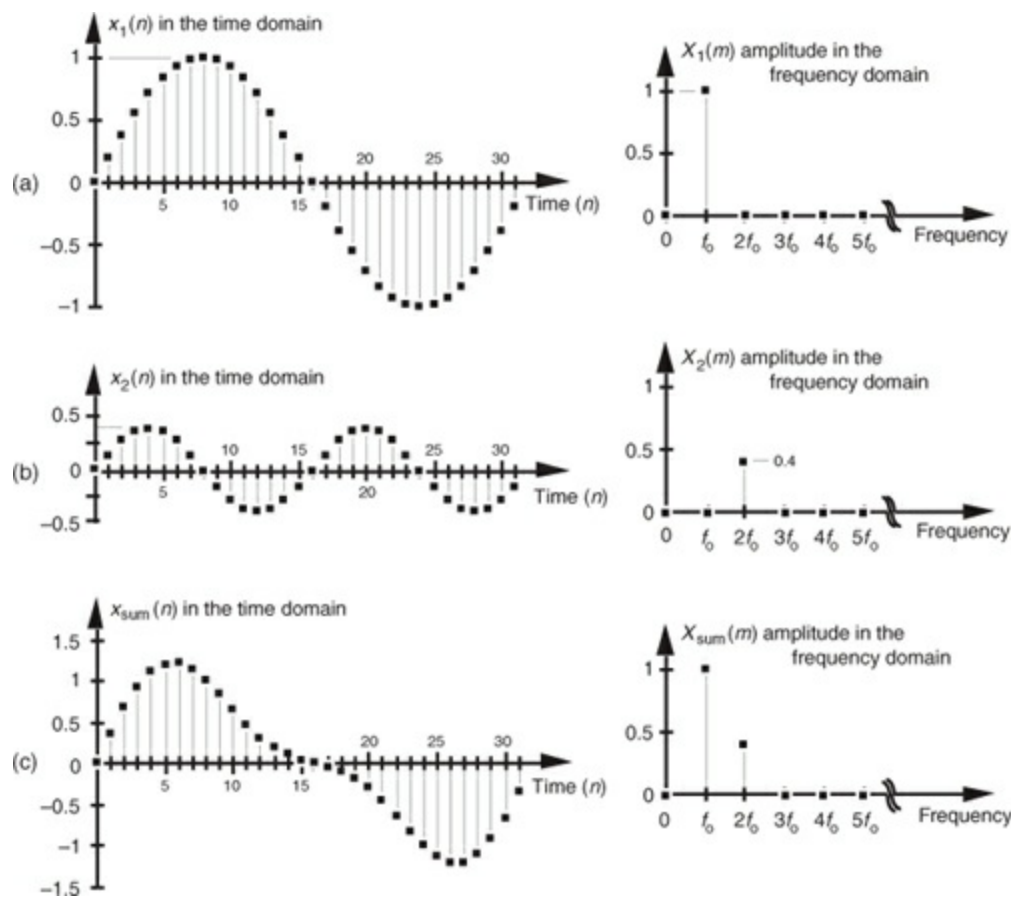 x1(n) in the time domain
1
0.5
0
−0.5
−1
5
10
15
20
25
30
Time (n)
(a)
X1(m) amplitude in the
frequency domain
1
0.5
0
0 fo 2fo 3fo 4fo 5fo
Frequency
x2(n) in the time domain
0.5
0
−0.5
10
15
25
30
5
20
Time (n)
(b)
X2(m) amplitude in the
frequency domain
1
0.5
0.4
0
0 fo 2fo 3fo 4fo 5fo
Frequency
xsum(n) in the time domain
1.5
1
0.5
0
−0.5
−1
−1.5
20
25
30
5
10
15
Time (n)
(c)
Xsum(m) amplitude in the
frequency domain
1
0.5
0
0 fo 2fo 3fo 4fo 5fo
Frequency